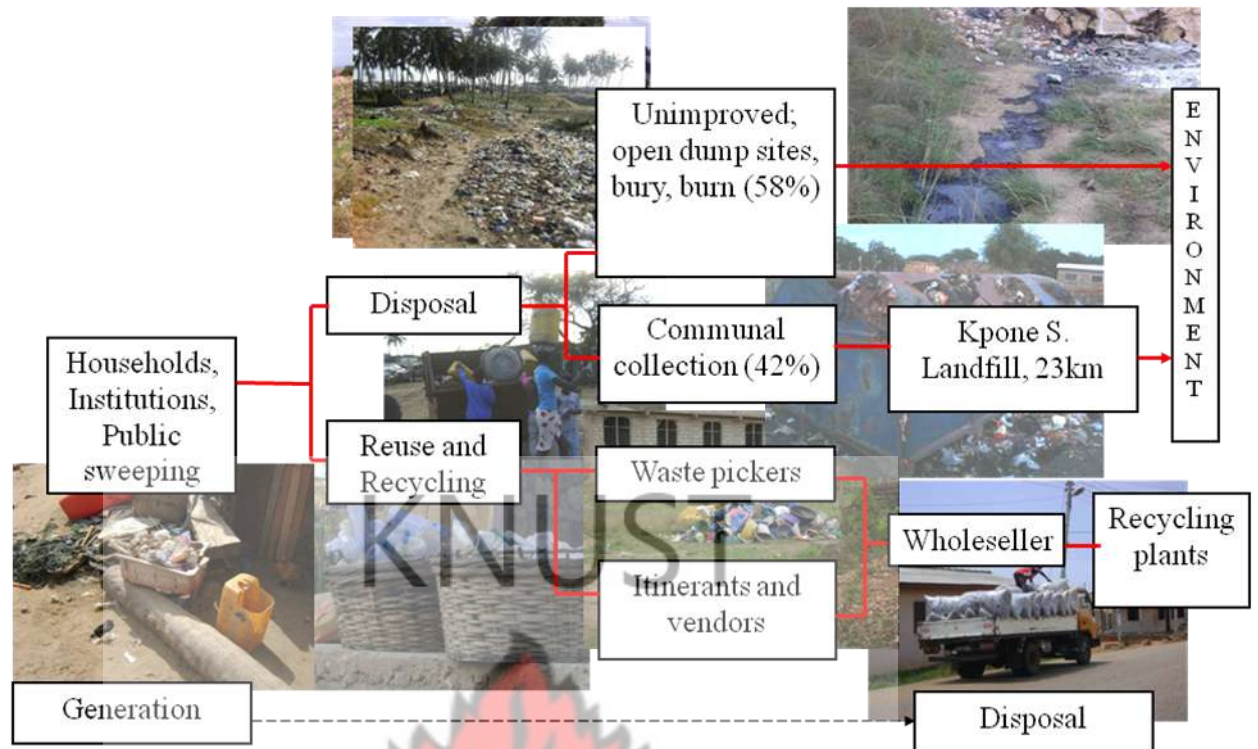 Unimproved;
open dump sites,
bury, burn (58%)
ENVIRONMENT
Disposal
Communal
collection (42%)
Kpone S.
Landfill, 23km
Households,
Institutions,
Public
sweeping
Reuse and
Recycling
Waste pickers
Itinerants and
vendors
Wholeseller
Recycling
plants
KNUST
Generation
Disposal